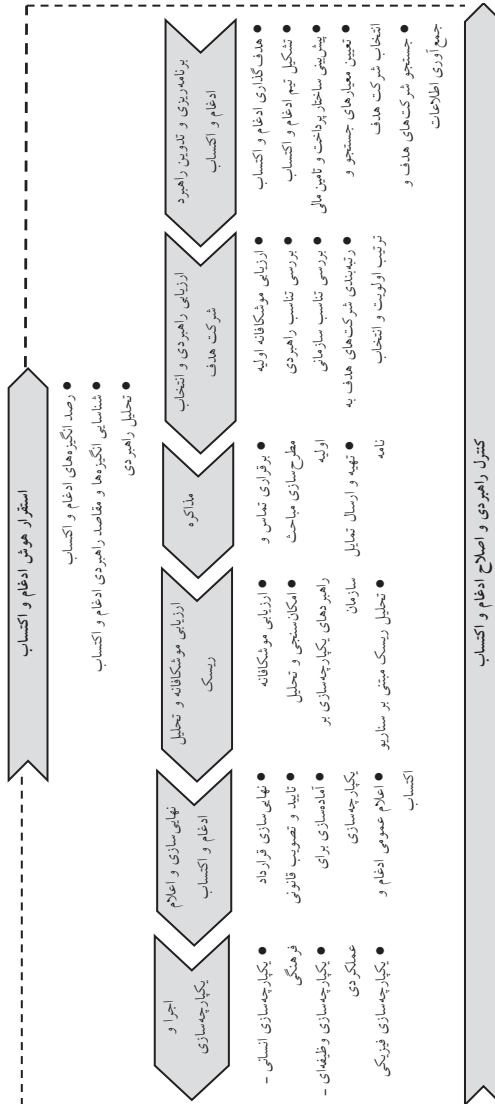 استقرار هوش ادغام و اکتساب
● رصد انگیزه‌های ادغام و اکتساب
● شناسایی انگیزه‌ها و مقاصد راهبردی ادغام و اکتساب
● تحلیل راهبردی
برنامه‌ریزی و تدوین راهبرد
ادغام و اکتساب
● هدف‌گذاری ادغام و اکتساب
● تشکیل تیم ادغام و اکتساب
● پیش‌بینی ساختار پرداخت و تامین مالی
● تعیین معیارهای جستجو و
انتخاب شرکت هدف
● جستجو شرکت‌های هدف و
جمع‌آوری اطلاعات
ارزیابی راهبردی و انتخاب
شرکت هدف
● ارزیابی موشکافانه اولیه
● بررسی تناسب راهبردی
● بررسی تناسب سازمانی
● رتبه‌بندی شرکت‌های هدف به
ترتیب اولویت و انتخاب
مذاکره
● برقراری تماس و
مطرح‌سازی مباحث
اولیه
● تهیه و ارسال تمایل
نامه
ارزیابی موشکافانه و تحلیل
ریسک
● ارزیابی موشکافانه
● امکان‌سنجی و تحلیل
راهبردهای یکپارچه‌سازی بر
سازمان
● تحلیل ریسک مبتنی بر سناریو
نهایی‌سازی و اعلام
ادغام و اکتساب
● نهایی‌سازی قرارداد
● تایید و تصویب قانونی
● آماده‌سازی برای
یکپارچه‌سازی
● اعلام عمومی ادغام و
اکتساب
اجرا و
یکپارچه‌سازی
● یکپارچه‌سازی انسانی -
فرهنگی
● یکپارچه‌سازی وظیفه‌ای -
عملکردی
● یکپارچه‌سازی فیزیکی
کنترل راهبردی و اصلاح ادغام و اکتساب